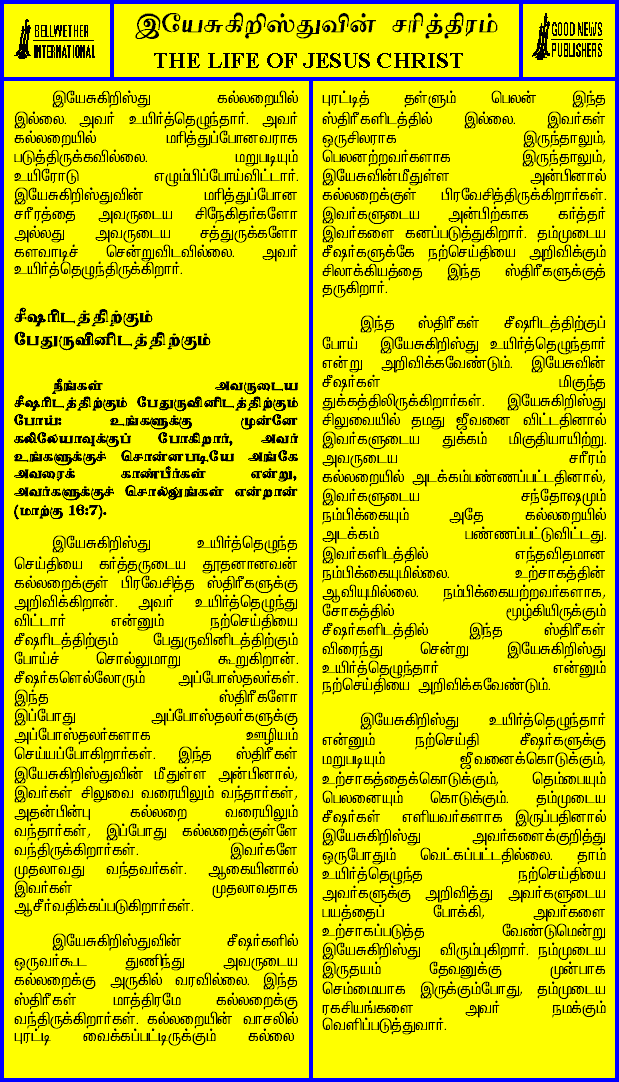 BELLWETHER
INTERNATIONAL
இயேசுகிறிஸ்துவின் சரித்திரம்
THE LIFE OF JESUS CHRIST
GOOD NEWS
PUBLISHERS
இயேசுகிறிஸ்து கல்லறையில்
இல்லை. அவர் உயிர்த்தெழுந்தார். அவர்
கல்லறையில் மரித்துப்போனவராக
படுத்திருக்கவில்லை. மறுபடியும்
உயிரோடு எழும்பிப்போய்விட்டார்.
இயேசுகிறிஸ்துவின் மரித்துப்போன
சரீரத்தை அவருடைய சிநேகிதர்களோ
அல்லது அவருடைய சத்துருக்களோ
களவாடிச் சென்றுவிடவில்லை. அவர்
உயிர்த்தெழுந்திருக்கிறார்.
சீஷரிடத்திற்கும்
பேதுருவினிடத்திற்கும்
நீங்கள் அவருடைய
சீஷரிடத்திற்கும் பேதுருவினிடத்திற்கும்
போய்: உங்களுக்கு முன்னே
கலிலேயாவுக்குப் போகிறார், அவர்
உங்களுக்குச் சொன்னபடியே அங்கே
அவரைக் காண்பீர்கள் என்று,
அவர்களுக்குச் சொல்லுங்கள் என்றான்
(மாற்கு 16:7).
இயேசுகிறிஸ்து உயிர்த்தெழுந்த
செய்தியை கர்த்தருடைய தூதனானவன்
கல்லறைக்குள் பிரவேசித்த ஸ்திரீகளுக்கு
அறிவிக்கிறான். அவர் உயிர்த்தெழுந்து
விட்டார் என்னும் நற்செய்தியை
சீஷரிடத்திற்கும் பேதுருவினிடத்திற்கும்
போய்ச் சொல்லுமாறு கூறுகிறான்.
சீஷர்களெல்லோரும் அப்போஸ்தலர்கள்.
இந்த ஸ்திரீகளோ
இப்போது அப்போஸ்தலர்களுக்கு
அப்போஸ்தலர்களாக ஊழியம்
செய்யப்போகிறார்கள். இந்த ஸ்திரீகள்
இயேசுகிறிஸ்துவின் மீதுள்ள அன்பினால்,
இவர்கள் சிலுவை வரையிலும் வந்தார்கள்,
அதன்பின்பு கல்லறை வரையிலும்
வந்தார்கள், இப்போது கல்லறைக்குள்ளே
வந்திருக்கிறார்கள். இவர்களே
முதலாவது வந்தவர்கள். ஆகையினால்
இவர்கள் முதலாவதாக
ஆசீர்வதிக்கப்படுகிறார்கள்.
இயேசுகிறிஸ்துவின் சீஷர்களில்
ஒருவர்கூட துணிந்து அவருடைய
கல்லறைக்கு அருகில் வரவில்லை. இந்த
ஸ்திரீகள் மாத்திரமே கல்லறைக்கு
வந்திருக்கிறார்கள். கல்லறையின் வாசலில்
புரட்டி வைக்கப்பட்டிருக்கும் கல்லை
புரட்டித் தள்ளும் பெலன் இந்த
ஸ்திரீகளிடத்தில் இல்லை. இவர்கள்
ஒருசிலராக இருந்தாலும்,
பெலனற்றவர்களாக இருந்தாலும்,
இயேசுவின்மீதுள்ள அன்பினால்
கல்லறைக்குள் பிரவேசித்திருக்கிறார்கள்.
இவர்களுடைய அன்பிற்காக கர்த்தர்
இவர்களை கனப்படுத்துகிறார். தம்முடைய
சீஷர்களுக்கே நற்செய்தியை அறிவிக்கும்
சிலாக்கியத்தை இந்த ஸ்திரீகளுக்குத்
தருகிறார்.
இந்த ஸ்திரீகள் சீஷரிடத்திற்குப்
போய் இயேசுகிறிஸ்து உயிர்த்தெழுந்தார்
என்று அறிவிக்கவேண்டும். இயேசுவின்
சீஷர்கள் மிகுந்த
துக்கத்திலிருக்கிறார்கள். இயேசுகிறிஸ்து
சிலுவையில் தமது ஜீவனை விட்டதினால்
இவர்களுடைய துக்கம் மிகுதியாயிற்று.
அவருடைய சரீரம்
கல்லறையில் அடக்கம்பண்ணப்பட்டதினால்,
இவர்களுடைய சந்தோஷமும்
நம்பிக்கையும் அதே கல்லறையில்
அடக்கம் பண்ணப்பட்டுவிட்டது.
இவர்களிடத்தில் எந்தவிதமான
நம்பிக்கையுமில்லை. உற்சாகத்தின்
ஆவியுமில்லை. நம்பிக்கையற்றவர்களாக,
சோகத்தில் மூழ்கியிருக்கும்
சீஷர்களிடத்தில் இந்த ஸ்திரீகள்
விரைந்து சென்று இயேசுகிறிஸ்து
உயிர்த்தெழுந்தார் என்னும்
நற்செய்தியை அறிவிக்கவேண்டும்.
இயேசுகிறிஸ்து உயிர்த்தெழுந்தார்
என்னும் நற்செய்தி சீஷர்களுக்கு
மறுபடியும் ஜீவனைக்கொடுக்கும்,
உற்சாகத்தைக்கொடுக்கும், தெம்பையும்
பெலனையும் கொடுக்கும். தம்முடைய
சீஷர்கள் எளியவர்களாக இருப்பதினால்
இயேசுகிறிஸ்து அவர்களைக்குறித்து
ஒருபோதும் வெட்கப்பட்டதில்லை. தாம்
உயிர்த்தெழுந்த நற்செய்தியை
அவர்களுக்கு அறிவித்து அவர்களுடைய
பயத்தைப் போக்கி, அவர்களை
உற்சாகப்படுத்த வேண்டுமென்று
இயேசுகிறிஸ்து விரும்புகிறார். நம்முடைய
இருதயம் தேவனுக்கு முன்பாக
செம்மையாக இருக்கும்போது, தம்முடைய
ரகசியங்களை அவர் நமக்கும்
வெளிப்படுத்துவார்.